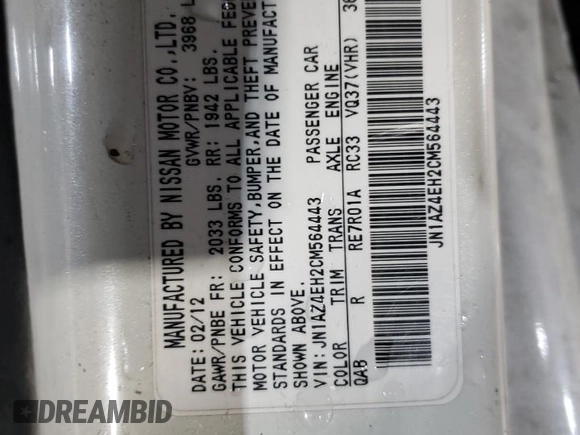 MANUFACTURED BY NISSAN MOTOR CO.,LTD.
DATE: 02/12 GVWR/PNBV: 3968 L
GAWR/PNBE FR: 2033 LBS. RR: 1942 LBS.
THIS VEHICLE CONFORMS TO ALL APPLICABLE FED
MOTOR VEHICLE SAFETY,BUMPER,AND THEFT PREVE
STANDARDS IN EFFECT ON THE DATE OF MANUFACT
SHOWN ABOVE.
VIN: JN1AZ4EH2CM564443 PASSENGER CAR
COLOR TRIM TRANS AXLE ENGINE
QAB R RE7R01A RC33 VQ37(VHR)
JN1AZ4EH2CM564443
DREAMBID